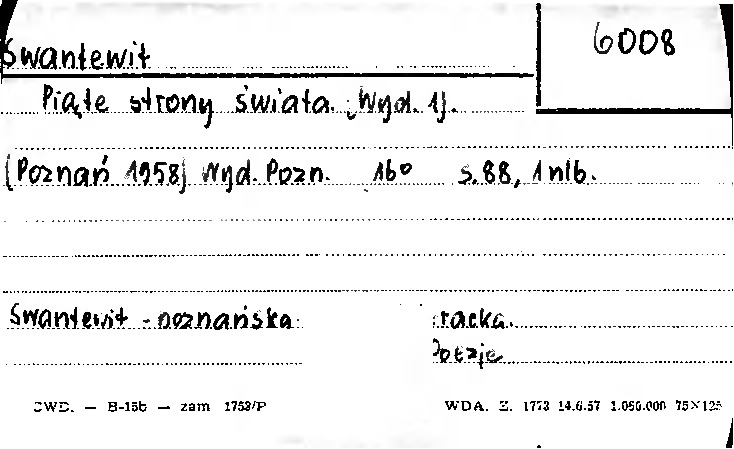 Swantewit
6008
Piąte strony świata. [Wyd. 1].
[Poznań 1958] Wyd. Pozn. 16° s. 88, 1 nlb.
Swantewit - poznańska
Poezje
CWD. — B-15b — zam 1753/P
WDA. Z. 1773 14.6.57 1.050.000 75×125